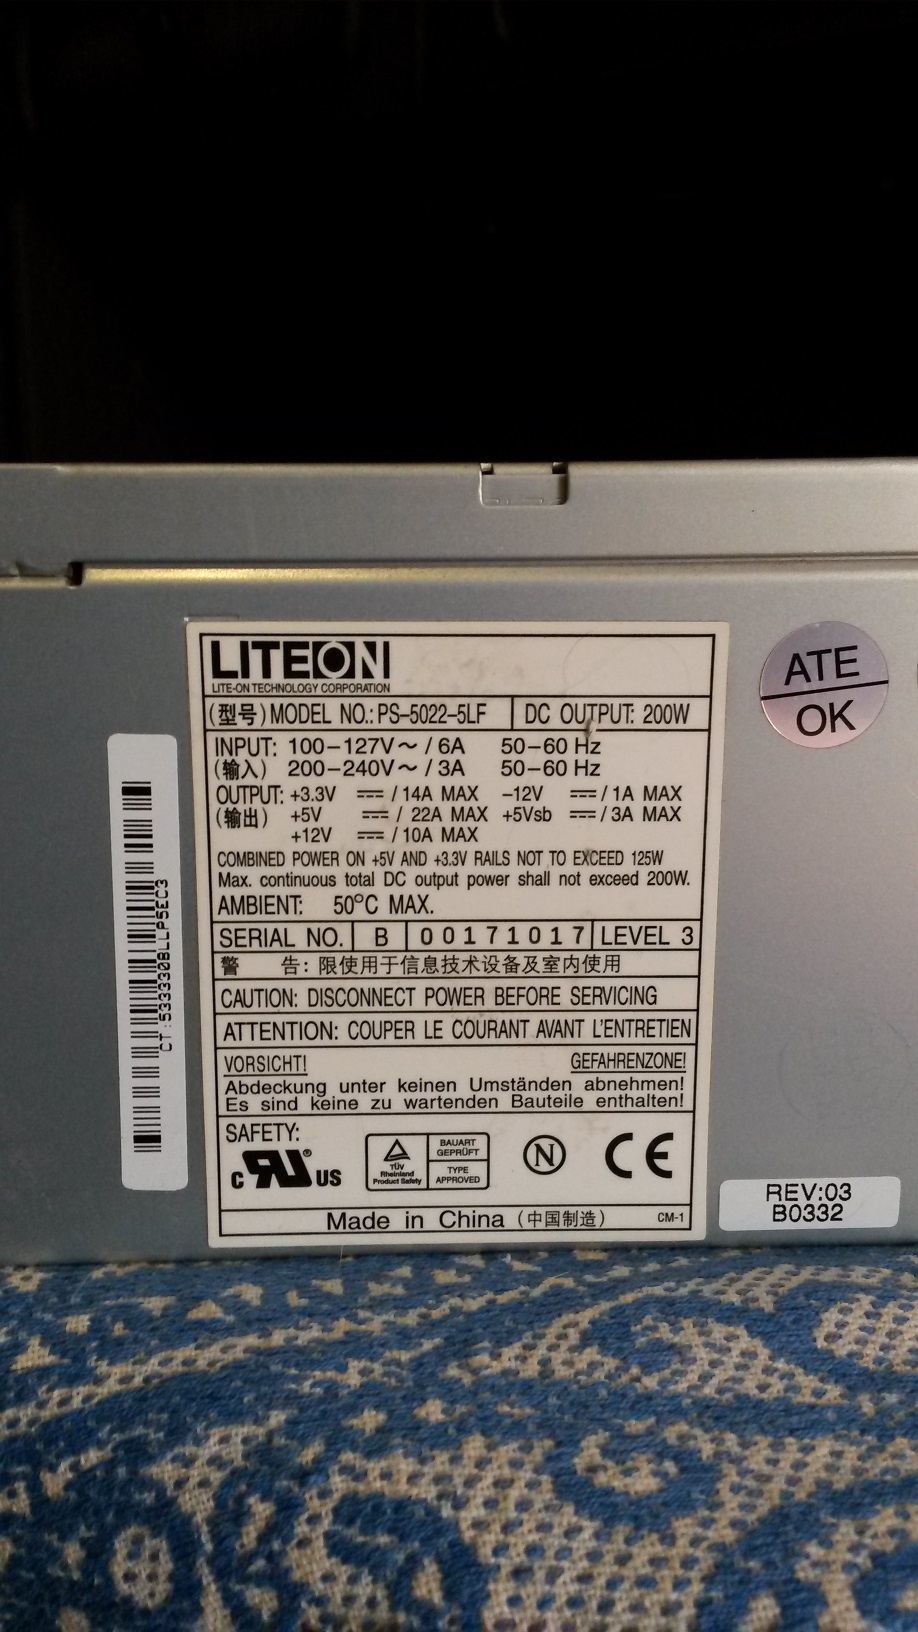 LITEON
LITE-ON TECHNOLOGY CORPORATION
(型号) MODEL NO.: PS-5022-5LF DC OUTPUT: 200W
INPUT: 100-127V～ / 6A 50-60 Hz
(输入) 200-240V～ / 3A 50-60 Hz
OUTPUT: +3.3V ⎓ / 14A MAX -12V ⎓ / 1A MAX
(输出) +5V ⎓ / 22A MAX +5Vsb ⎓ / 3A MAX
+12V ⎓ / 10A MAX
COMBINED POWER ON +5V AND +3.3V RAILS NOT TO EXCEED 125W
Max. continuous total DC output power shall not exceed 200W.
AMBIENT: 50°C MAX.
SERIAL NO. B 00171017 LEVEL 3
警 告: 限使用于信息技术设备及室内使用
CAUTION: DISCONNECT POWER BEFORE SERVICING
ATTENTION: COUPER LE COURANT AVANT L'ENTRETIEN
VORSICHT! GEFAHRENZONE!
Abdeckung unter keinen Umständen abnehmen!
Es sind keine zu wartenden Bauteile enthalten!
SAFETY:
c RU ® US
TÜV
Rheinland
Product Safety
BAUART
GEPRÜFT
TYPE
APPROVED
N
CE
Made in China (中国制造) CM-1
ATE
OK
CT:533330BLLP5EC3
REV:03
B0332